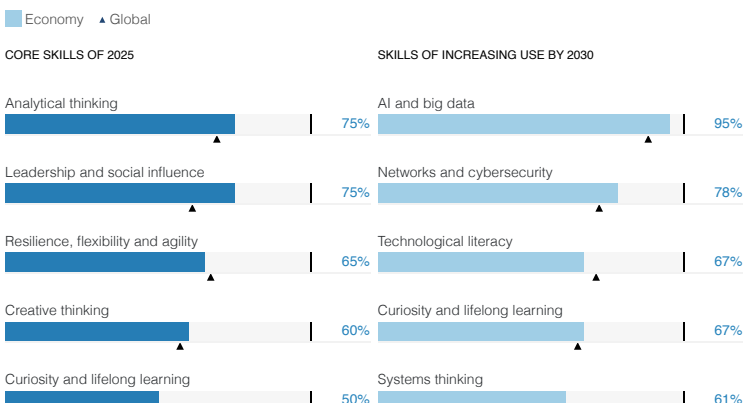 Economy
Global
CORE SKILLS OF 2025
Analytical thinking
75%
Leadership and social influence
75%
Resilience, flexibility and agility
65%
Creative thinking
60%
Curiosity and lifelong learning
50%
SKILLS OF INCREASING USE BY 2030
AI and big data
95%
Networks and cybersecurity
78%
Technological literacy
67%
Curiosity and lifelong learning
67%
Systems thinking
61%